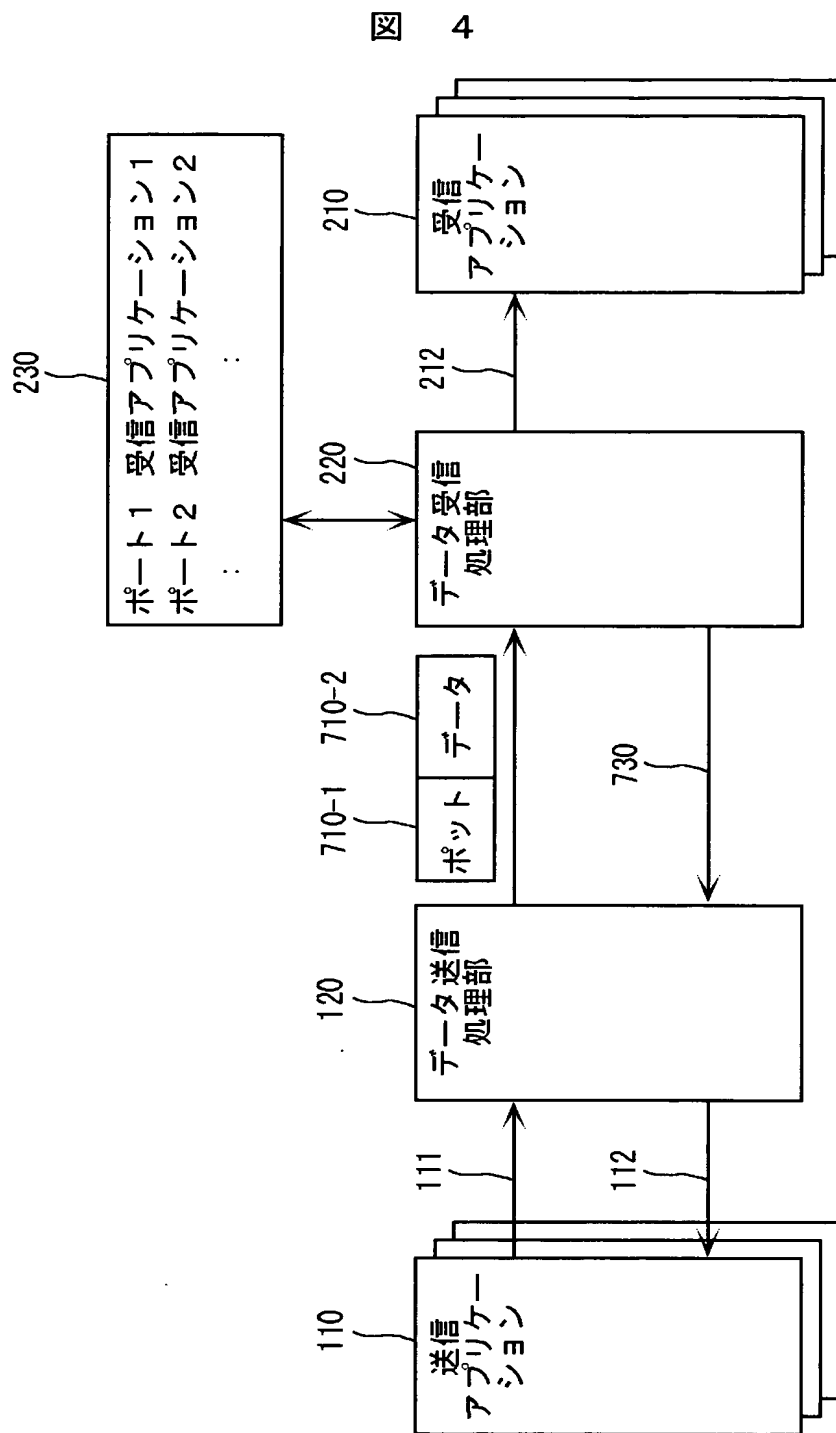 図 4
230
ポート1 受信アプリケーション1
ポート2 受信アプリケーション2
: :
110
送信
アプリケー
ション
111
112
120
データ送信
処理部
710-1
710-2
ポット
データ
730
220
データ受信
処理部
212
210
受信
アプリケー
ション